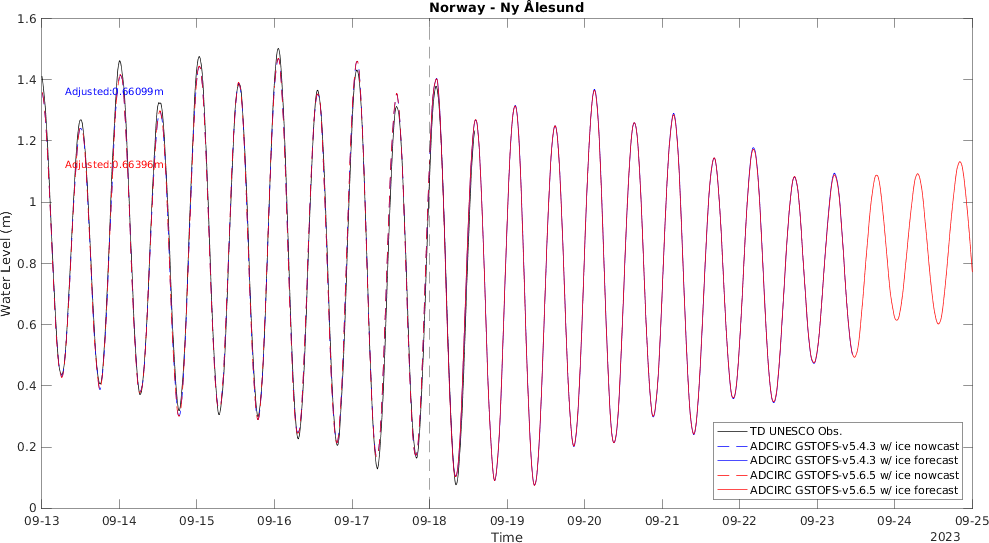 Norway - Ny Ålesund
1.6
1.4
1.2
1
0.8
0.6
0.4
0.2
0
Water Level (m)
Adjusted:0.66099m
Adjusted:0.66396m
TD UNESCO Obs.
ADCIRC GSTOFS-v5.4.3 w/ ice nowcast
ADCIRC GSTOFS-v5.4.3 w/ ice forecast
ADCIRC GSTOFS-v5.6.5 w/ ice nowcast
ADCIRC GSTOFS-v5.6.5 w/ ice forecast
09-13 09-14 09-15 09-16 09-17 09-18 09-19 09-20 09-21 09-22 09-23 09-24 09-25
Time
2023